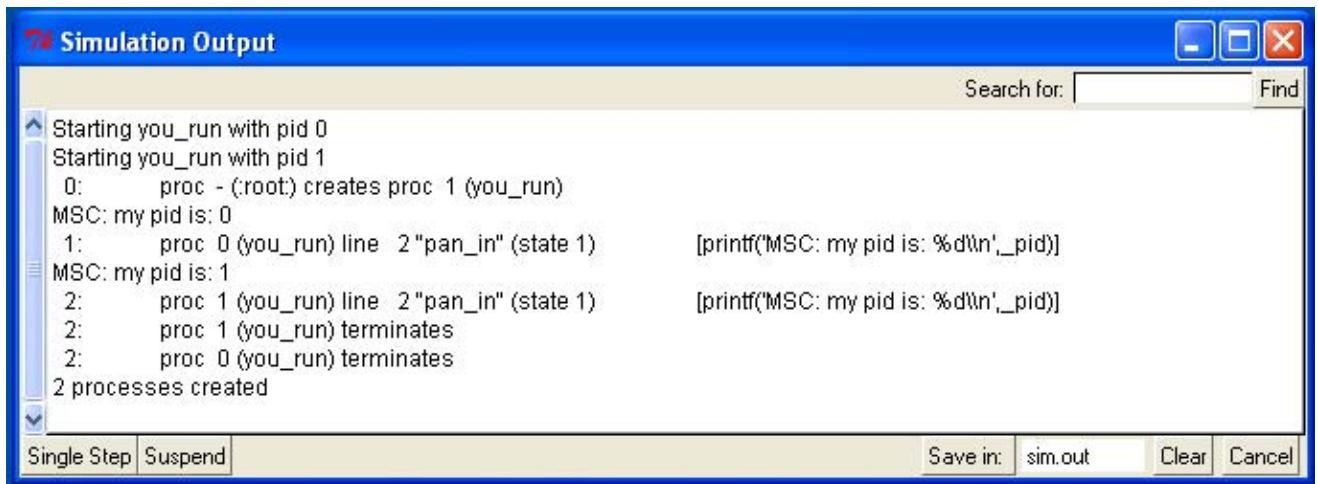 Simulation Output
Search for: Find
Starting you_run with pid 0
Starting you_run with pid 1
0: proc - (:root:) creates proc 1 (you_run)
MSC: my pid is: 0
1: proc 0 (you_run) line 2 "pan_in" (state 1) [printf('MSC: my pid is: %d\\n',_pid)]
MSC: my pid is: 1
2: proc 1 (you_run) line 2 "pan_in" (state 1) [printf('MSC: my pid is: %d\\n',_pid)]
2: proc 1 (you_run) terminates
2: proc 0 (you_run) terminates
2 processes created
Single Step Suspend Save in: sim.out Clear Cancel